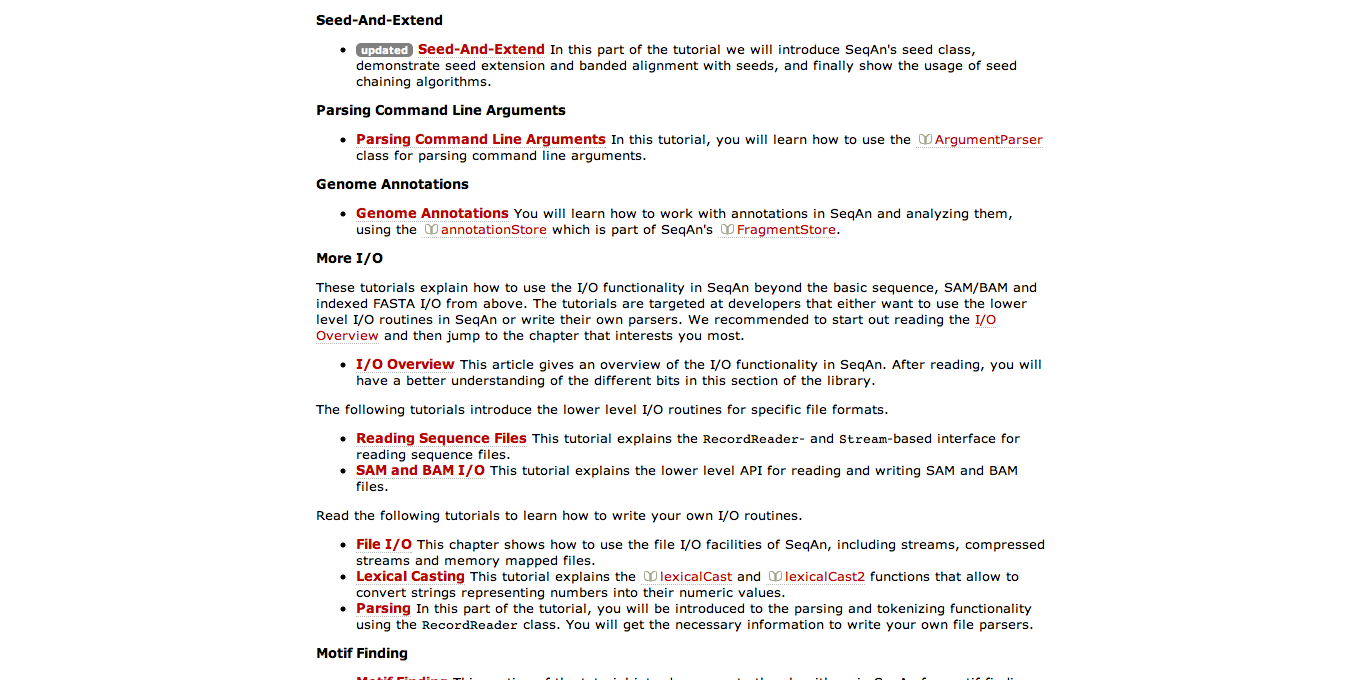 Seed-And-Extend
updated Seed-And-Extend In this part of the tutorial we will introduce SeqAn's seed class,
demonstrate seed extension and banded alignment with seeds, and finally show the usage of seed
chaining algorithms.
Parsing Command Line Arguments
Parsing Command Line Arguments In this tutorial, you will learn how to use the ArgumentParser
class for parsing command line arguments.
Genome Annotations
Genome Annotations You will learn how to work with annotations in SeqAn and analyzing them,
using the annotationStore which is part of SeqAn's FragmentStore.
More I/O
These tutorials explain how to use the I/O functionality in SeqAn beyond the basic sequence, SAM/BAM and
indexed FASTA I/O from above. The tutorials are targeted at developers that either want to use the lower
level I/O routines in SeqAn or write their own parsers. We recommended to start out reading the I/O
Overview and then jump to the chapter that interests you most.
I/O Overview This article gives an overview of the I/O functionality in SeqAn. After reading, you will
have a better understanding of the different bits in this section of the library.
The following tutorials introduce the lower level I/O routines for specific file formats.
Reading Sequence Files This tutorial explains the RecordReader- and Stream-based interface for
reading sequence files.
SAM and BAM I/O This tutorial explains the lower level API for reading and writing SAM and BAM
files.
Read the following tutorials to learn how to write your own I/O routines.
File I/O This chapter shows how to use the file I/O facilities of SeqAn, including streams, compressed
streams and memory mapped files.
Lexical Casting This tutorial explains the lexicalCast and lexicalCast2 functions that allow to
convert strings representing numbers into their numeric values.
Parsing In this part of the tutorial, you will be introduced to the parsing and tokenizing functionality
using the RecordReader class. You will get the necessary information to write your own file parsers.
Motif Finding